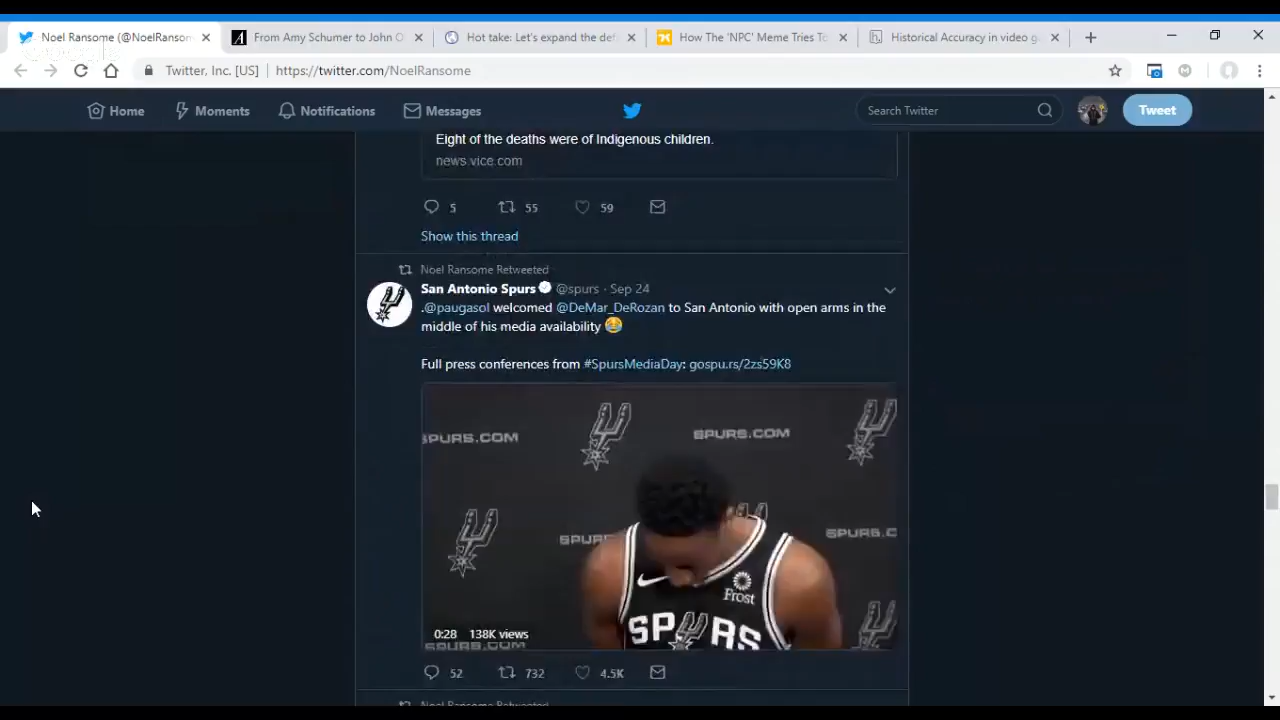 Noel Ransome (@NoelRansom
From Amy Schumer to John O
Hot take: Let's expand the def
How The 'NPC' Meme Tries To
Historical Accuracy in video g
Twitter, Inc. [US] https://twitter.com/NoelRansome
Home Moments Notifications Messages Search Twitter Tweet
Eight of the deaths were of Indigenous children.
news.vice.com
5 55 59
Show this thread
Noel Ransome Retweeted
San Antonio Spurs @spurs · Sep 24
.@paugasol welcomed @DeMar_DeRozan to San Antonio with open arms in the
middle of his media availability 😂
Full press conferences from #SpursMediaDay: gospu.rs/2zs59K8
SPURS.COM SPURS.COM
SPURS SPURS.C
Frost
SPURS
0:28 138K views
SPURS.COM
52 732 4.5K
Noel Ransome Retweeted